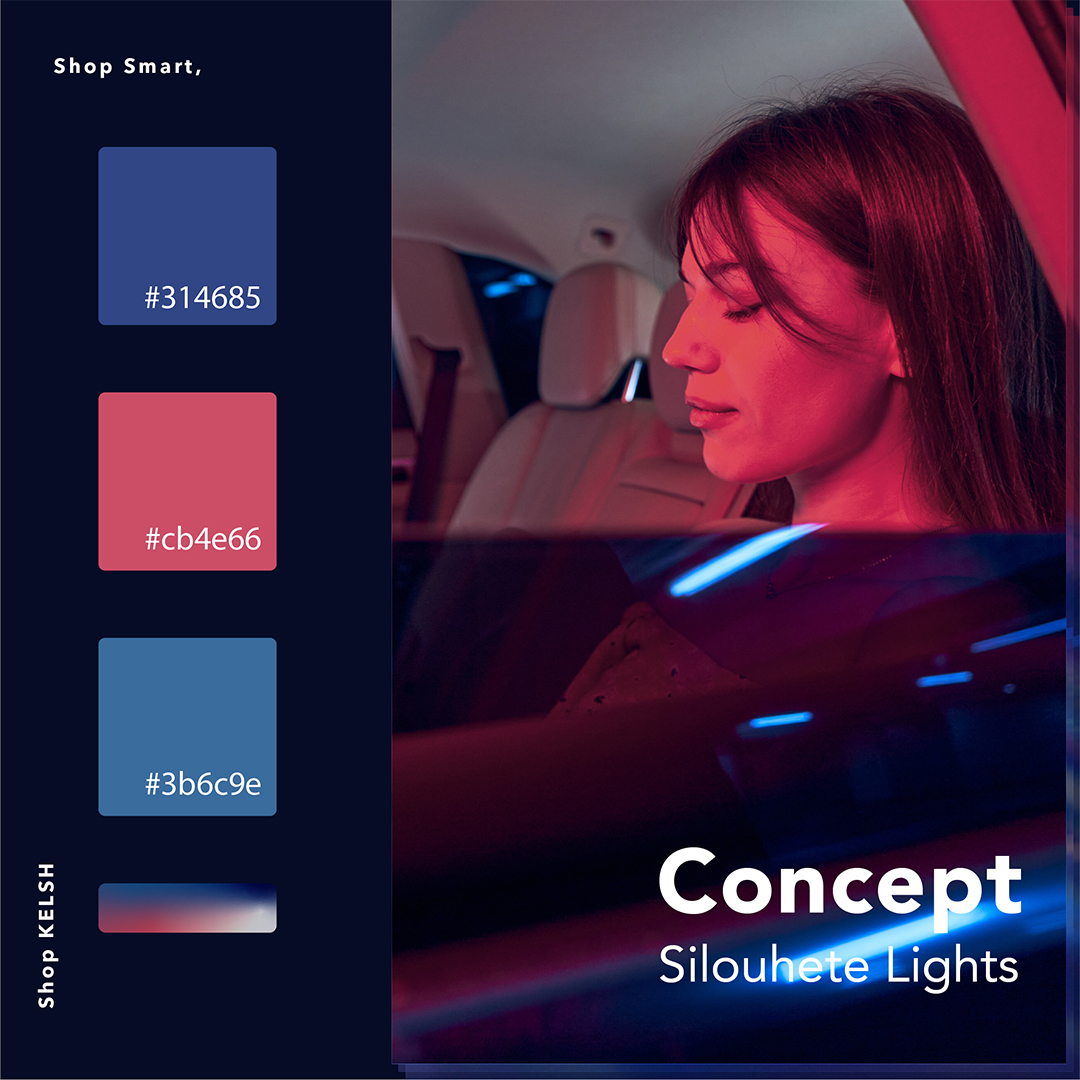 Shop Smart,
#314685
#cb4e66
#3b6c9e
Shop KELSH
Concept
Silouhete Lights